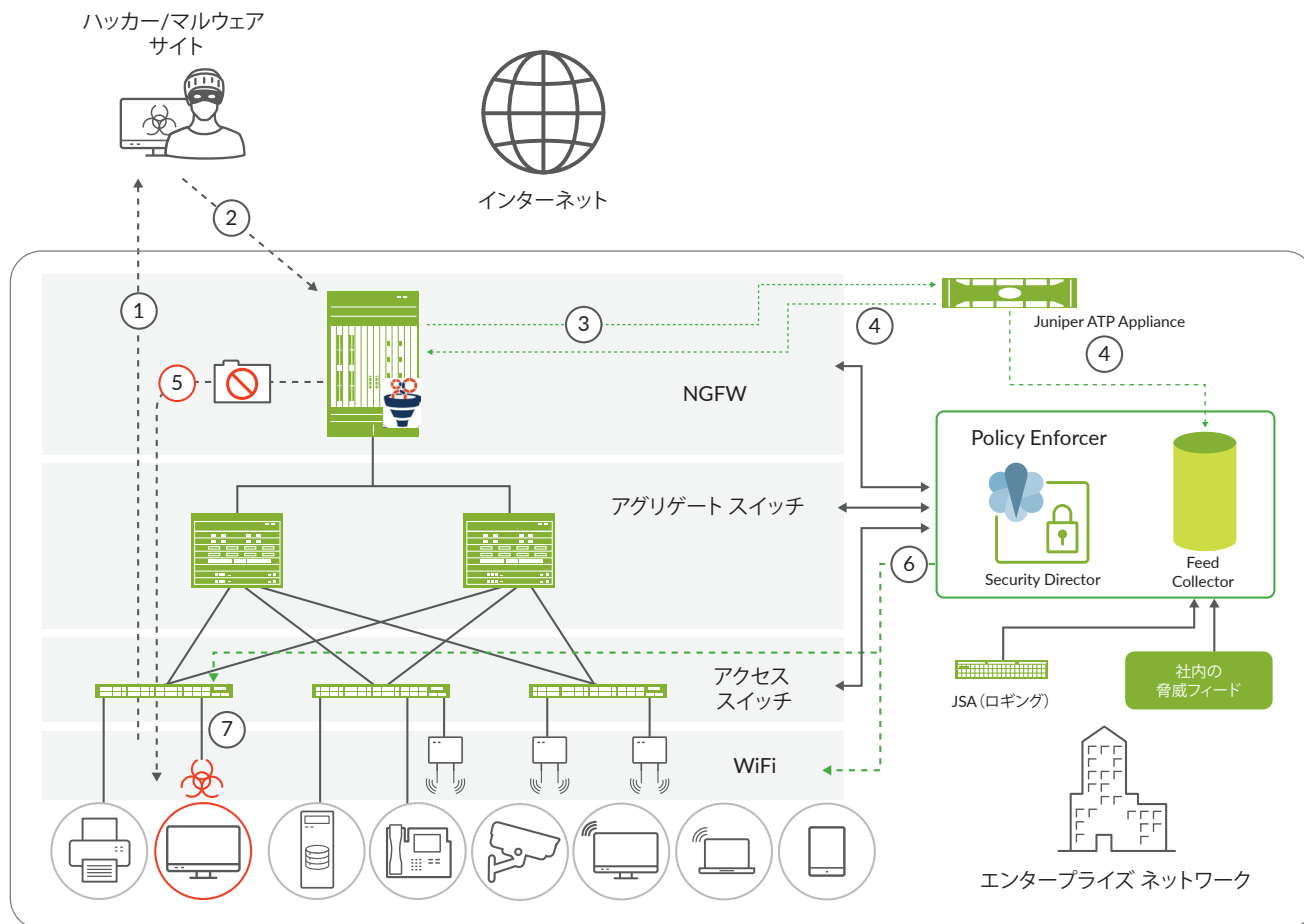 ハッカー/マルウェア
サイト
インターネット
2
1
3
4
Juniper ATP Appliance
4
5
NGFW
Policy Enforcer
アグリゲート スイッチ
6
Security Director
Feed
Collector
アクセス
スイッチ
JSA（ロギング）
社内の
脅威フィード
7
WiFi
エンタープライズ ネットワーク